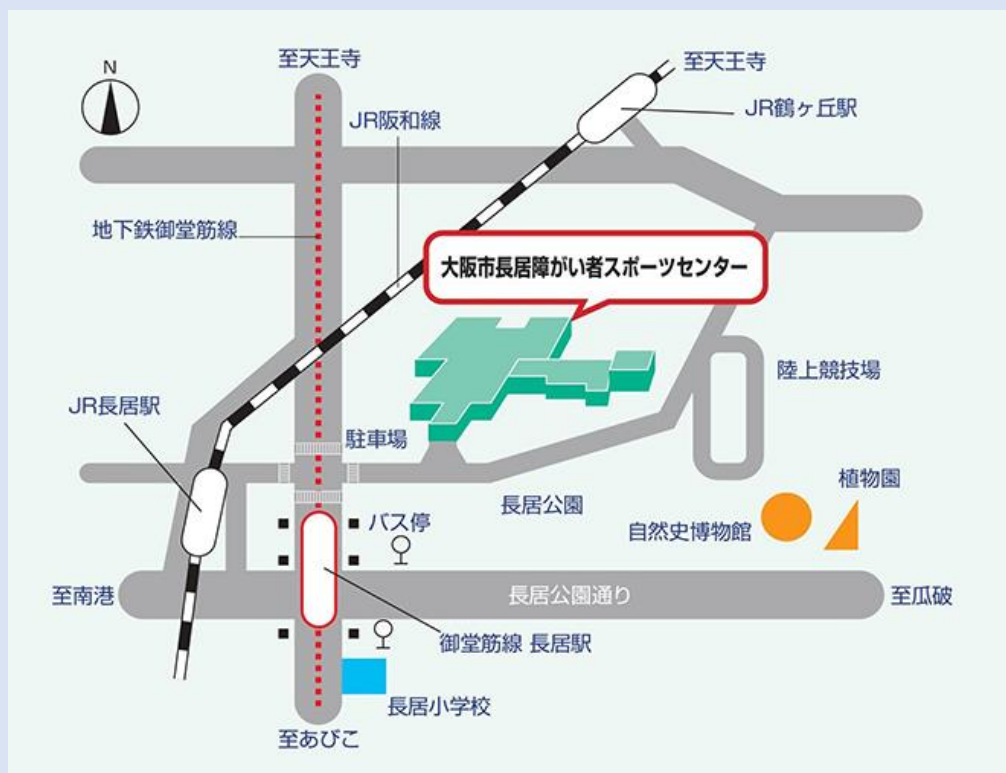 至天王寺
至天王寺
N
JR鶴ヶ丘駅
JR阪和線
地下鉄御堂筋線
大阪市長居障がい者スポーツセンター
陸上競技場
JR長居駅
駐車場
植物園
長居公園
バス停
自然史博物館
至南港
長居公園通り
至瓜破
御堂筋線 長居駅
長居小学校
至あびこ